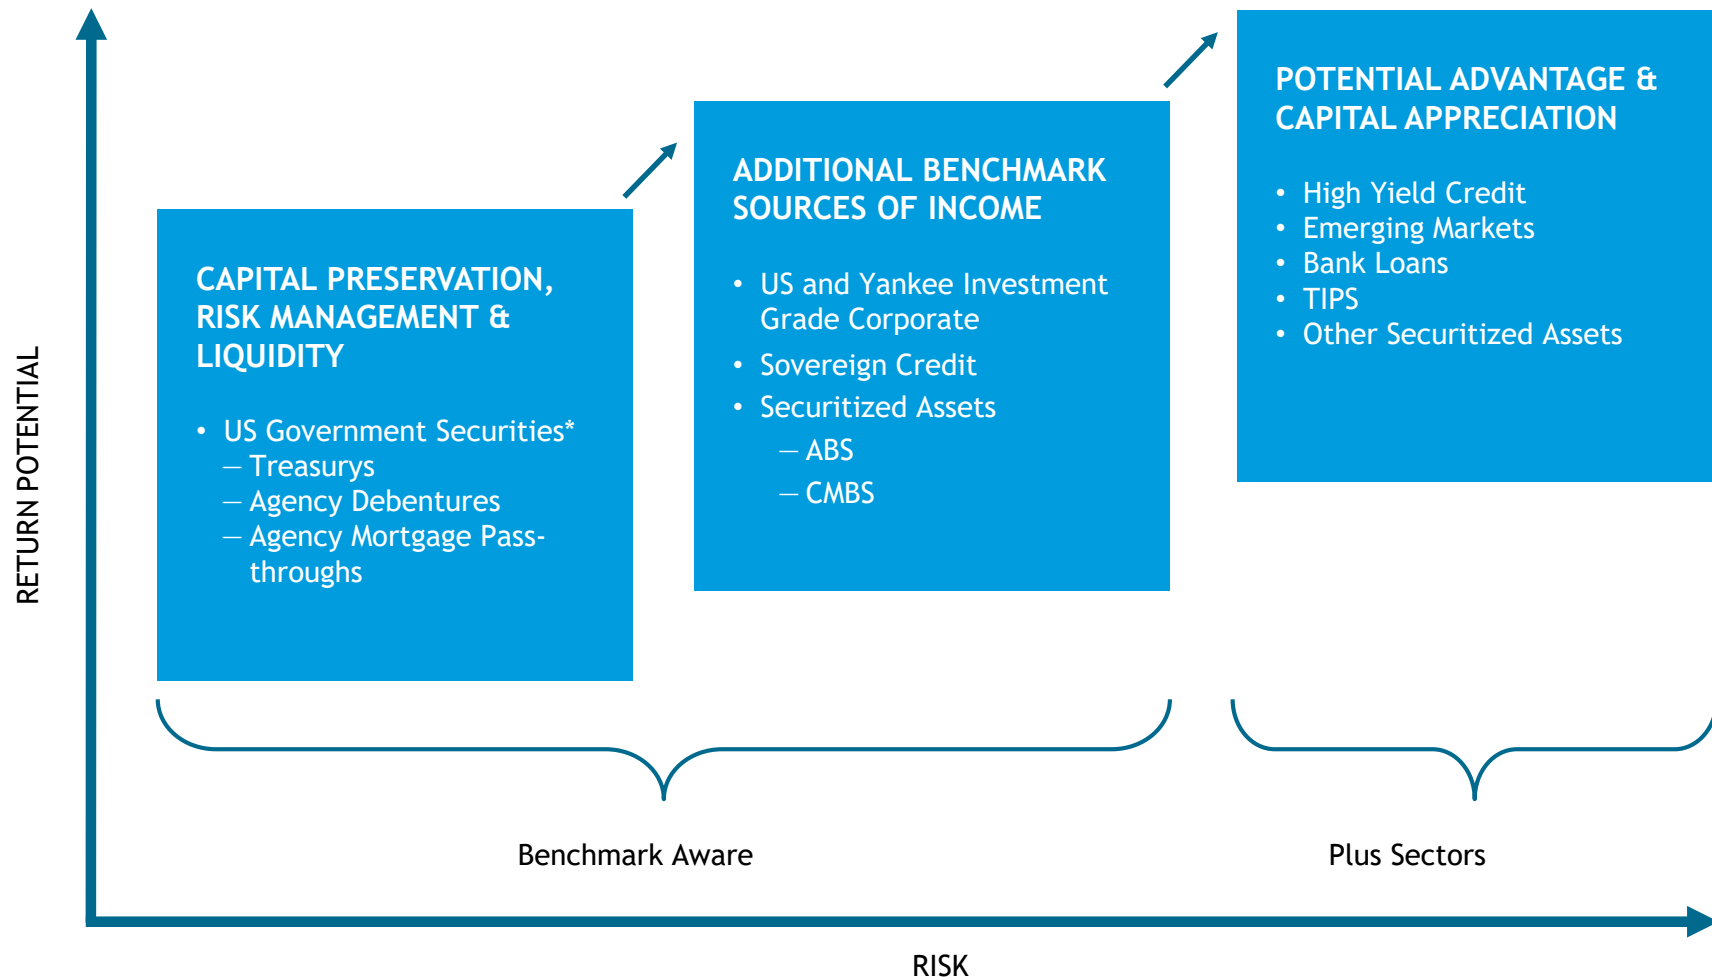 RETURN POTENTIAL
CAPITAL PRESERVATION,
RISK MANAGEMENT &
LIQUIDITY
• US Government Securities*
— Treasurys
— Agency Debentures
— Agency Mortgage Pass-
throughs
ADDITIONAL BENCHMARK
SOURCES OF INCOME
• US and Yankee Investment
Grade Corporate
• Sovereign Credit
• Securitized Assets
— ABS
— CMBS
POTENTIAL ADVANTAGE &
CAPITAL APPRECIATION
• High Yield Credit
• Emerging Markets
• Bank Loans
• TIPS
• Other Securitized Assets
Benchmark Aware
Plus Sectors
RISK